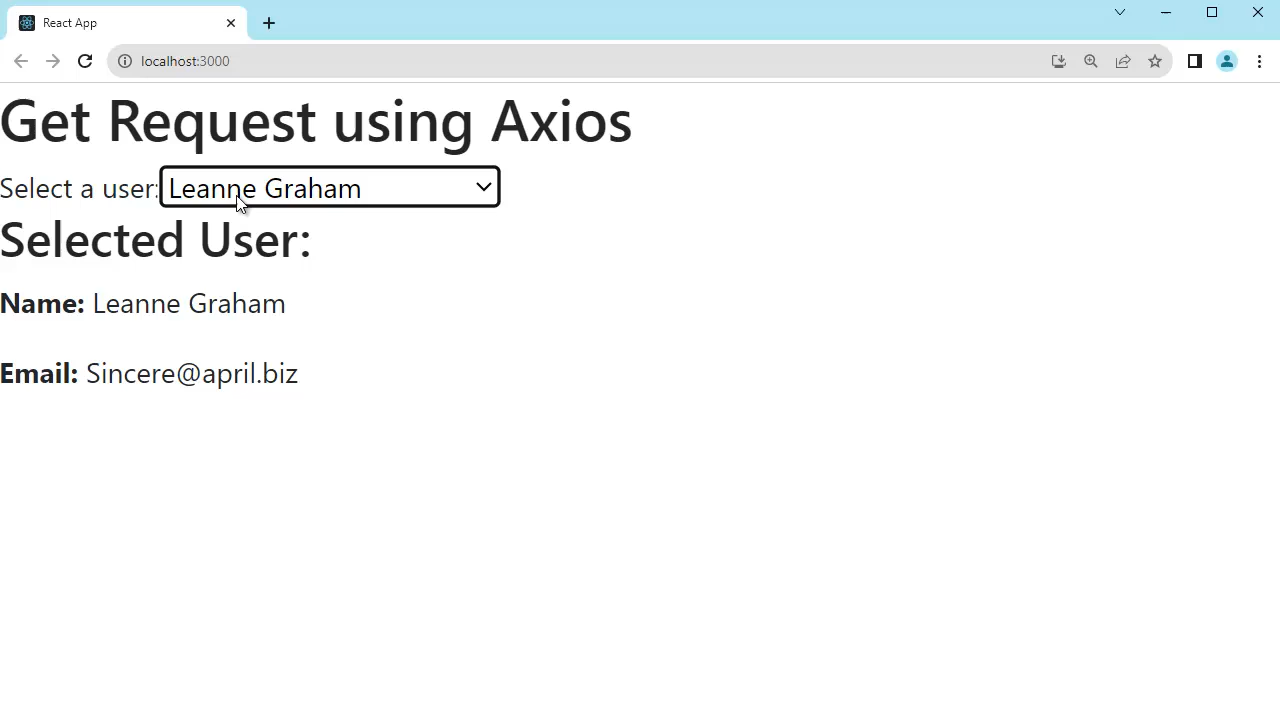 React App
localhost:3000
Get Request using Axios
Select a user: Leanne Graham
Selected User:
Name: Leanne Graham
Email: Sincere@april.biz